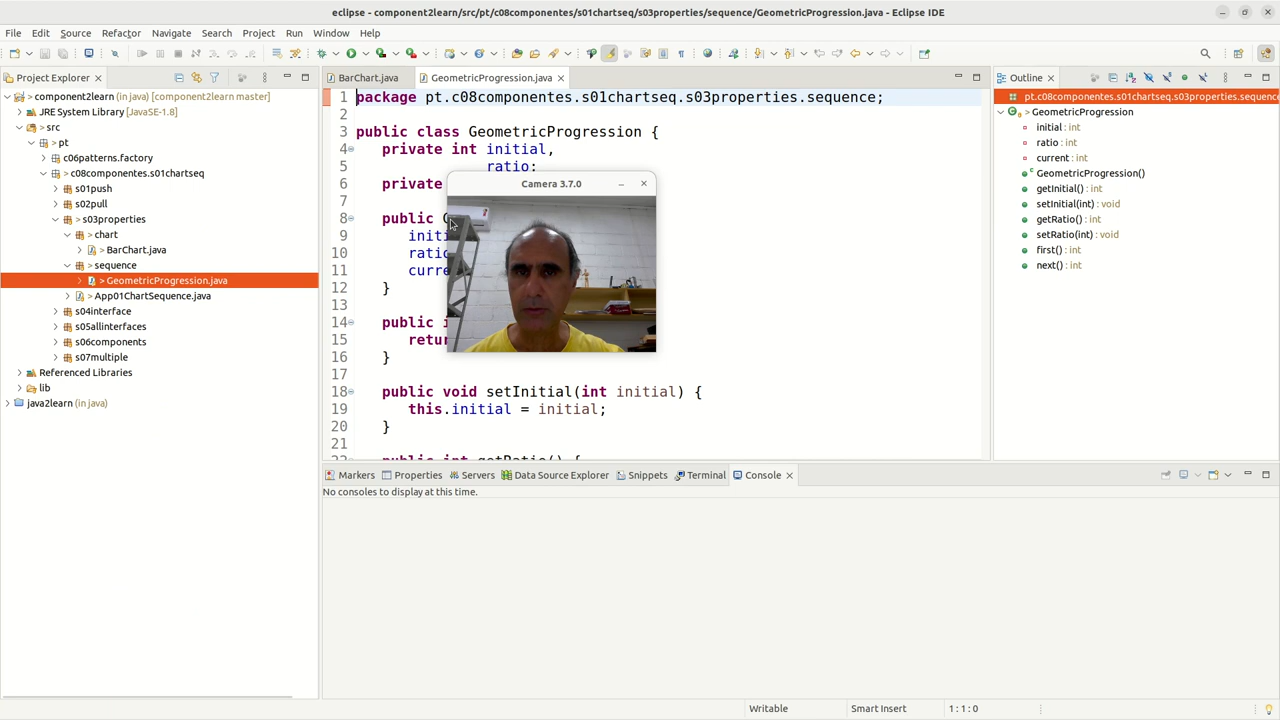 eclipse - component2learn/src/pt/c08componentes/s01chartseq/s03properties/sequence/GeometricProgression.java - Eclipse IDE
File Edit Source Refactor Navigate Search Project Run Window Help
Project Explorer
component2learn (in java) [component2learn master]
JRE System Library [JavaSE-1.8]
> src
> pt
c06patterns.factory
> c08componentes.s01chartseq
s01push
s02pull
> s03properties
> chart
> BarChart.java
> sequence
> GeometricProgression.java
> App01ChartSequence.java
s04interface
s05allinterfaces
s06components
s07multiple
Referenced Libraries
lib
java2learn (in java)
BarChart.java
GeometricProgression.java
1 package pt.c08componentes.s01chartseq.s03properties.sequence;
2
3 public class GeometricProgression {
4 private int initial,
5 ratio;
6 private
7
8 public G
9 initi
10 ratio
11 curre
12 }
13
14 public i
15 retur
16 }
17
18 public void setInitial(int initial) {
19 this.initial = initial;
20 }
21
22 public int getRatio() {
Camera 3.7.0
Outline
pt.c08componentes.s01chartseq.s03properties.sequence
GeometricProgression
initial : int
ratio : int
current : int
GeometricProgression()
getInitial() : int
setInitial(int) : void
getRatio() : int
setRatio(int) : void
first() : int
next() : int
Markers Properties Servers Data Source Explorer Snippets Terminal Console
No consoles to display at this time.
Writable Smart Insert 1 : 1 : 0